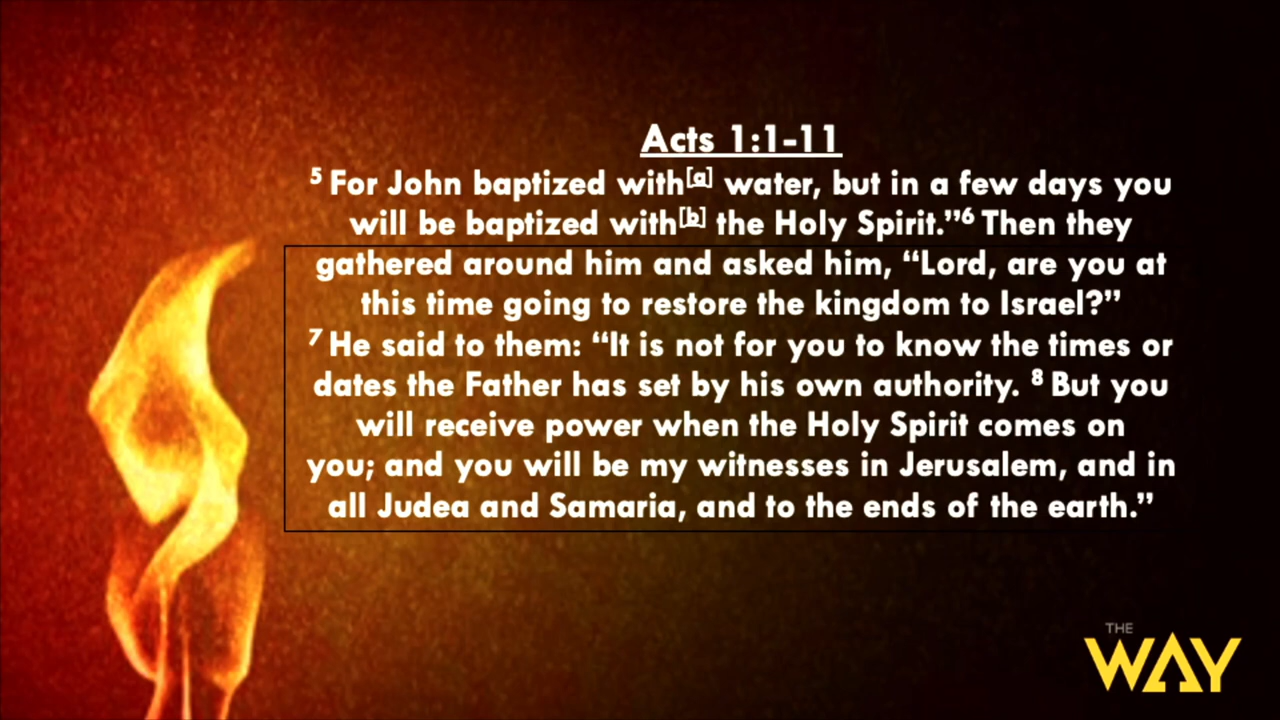 Acts 1:1-11
5 For John baptized with[a] water, but in a few days you
will be baptized with[b] the Holy Spirit.”6 Then they
gathered around him and asked him, “Lord, are you at
this time going to restore the kingdom to Israel?”
7 He said to them: “It is not for you to know the times or
dates the Father has set by his own authority. 8 But you
will receive power when the Holy Spirit comes on
you; and you will be my witnesses in Jerusalem, and in
all Judea and Samaria, and to the ends of the earth.”
THE
WAY